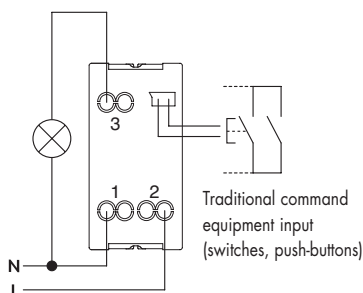 3
1 2
Traditional command
equipment input
(switches, push-buttons)
N
L